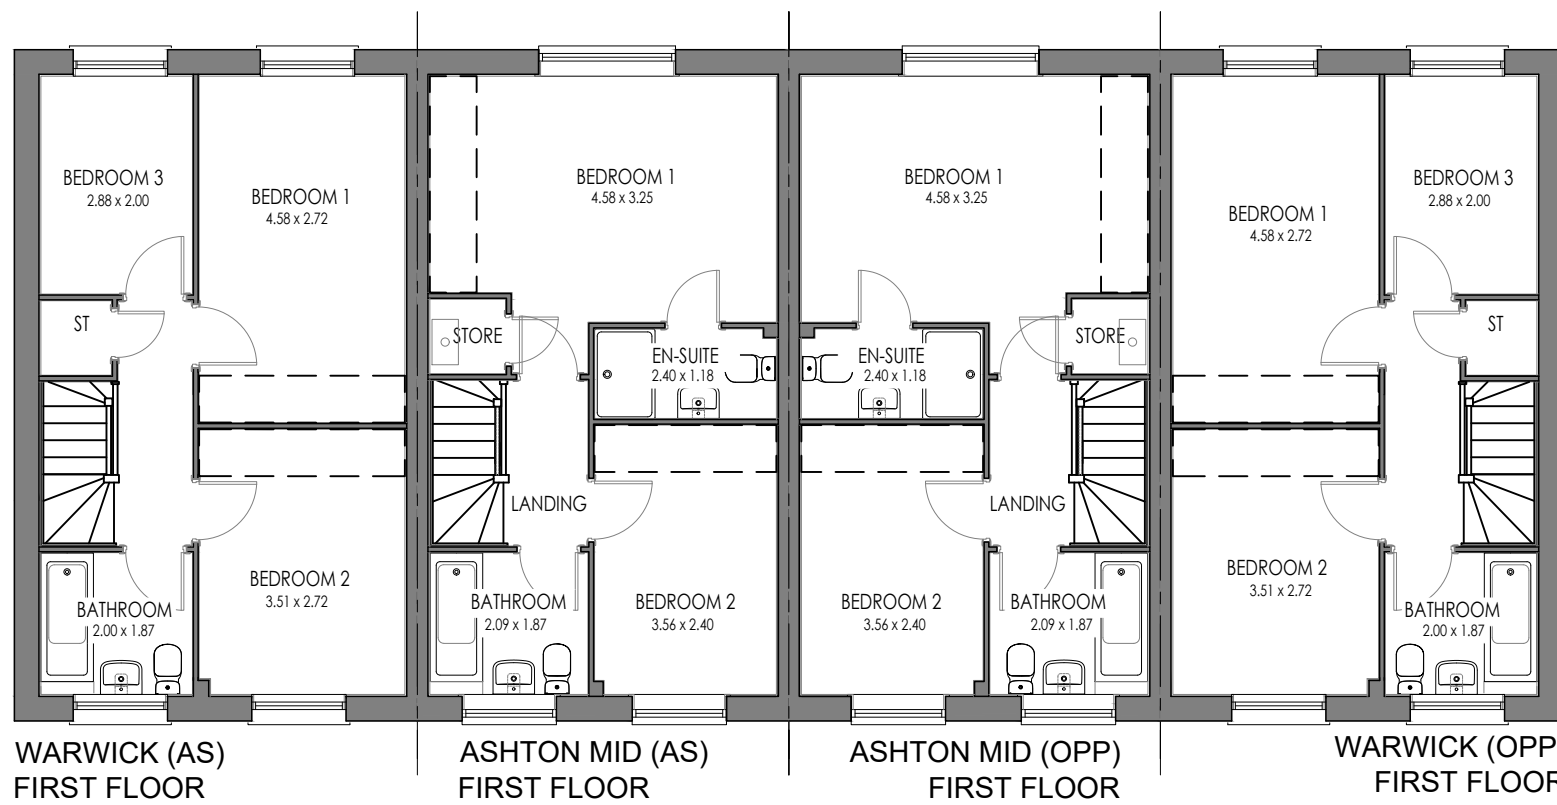 BEDROOM 3
2.88 x 2.00
BEDROOM 1
4.58 x 2.72
ST
BEDROOM 2
3.51 x 2.72
BATHROOM
2.00 x 1.87
WARWICK (AS)
FIRST FLOOR
BEDROOM 1
4.58 x 3.25
STORE
EN-SUITE
2.40 x 1.18
LANDING
BATHROOM
2.09 x 1.87
BEDROOM 2
3.56 x 2.40
ASHTON MID (AS)
FIRST FLOOR
BEDROOM 1
4.58 x 3.25
EN-SUITE
2.40 x 1.18
STORE
LANDING
BEDROOM 2
3.56 x 2.40
BATHROOM
2.09 x 1.87
ASHTON MID (OPP)
FIRST FLOOR
BEDROOM 1
4.58 x 2.72
BEDROOM 3
2.88 x 2.00
ST
BEDROOM 2
3.51 x 2.72
BATHROOM
2.00 x 1.87
WARWICK (OPP
FIRST FLOOR